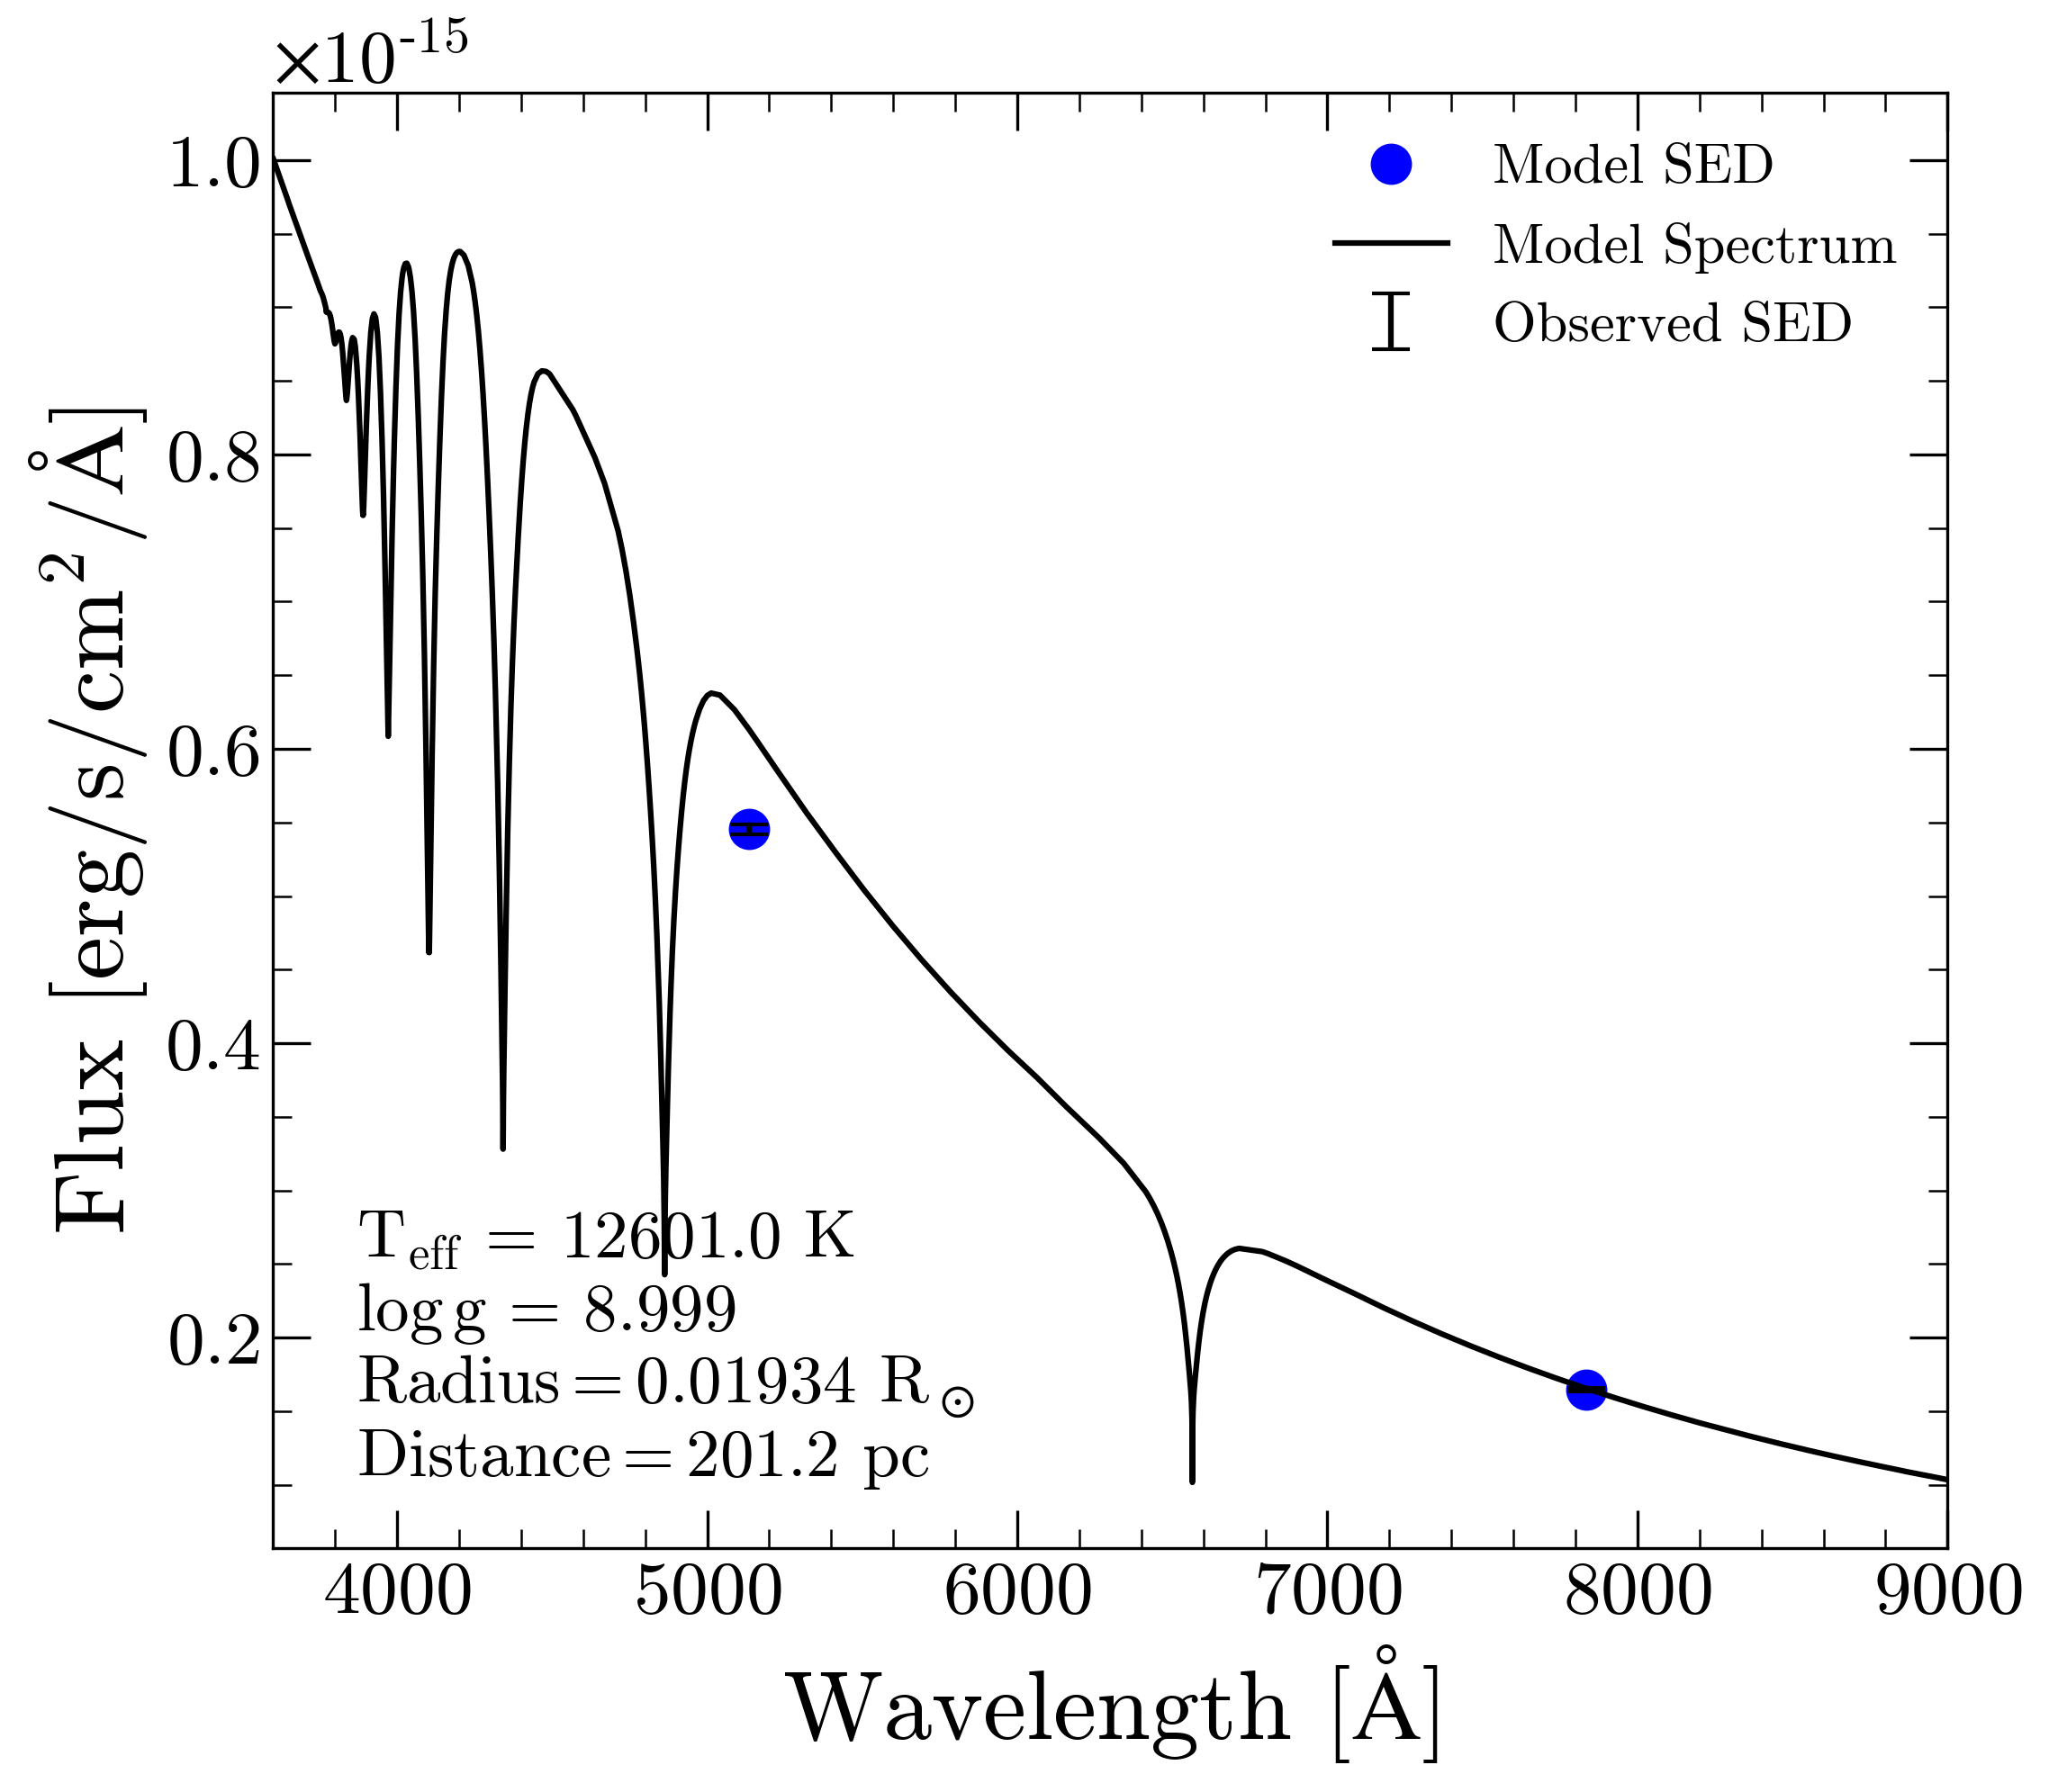 ×10⁻¹⁵
1.0
0.8
0.6
0.4
0.2
Flux [erg/s/cm²/Å]
Model SED
Model Spectrum
Observed SED
T_eff = 12601.0 K
log g = 8.999
Radius = 0.01934 R_⊙
Distance = 201.2 pc
4000 5000 6000 7000 8000 9000
Wavelength [Å]